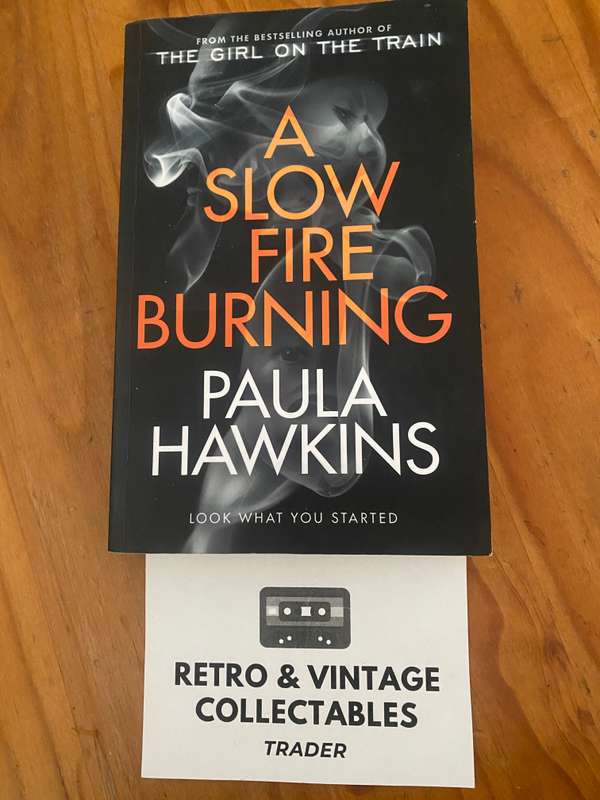 FROM THE BESTSELLING AUTHOR OF
THE GIRL ON THE TRAIN
A
SLOW
FIRE
BURNING
PAULA
HAWKINS
LOOK WHAT YOU STARTED
RETRO & VINTAGE
COLLECTABLES
TRADER